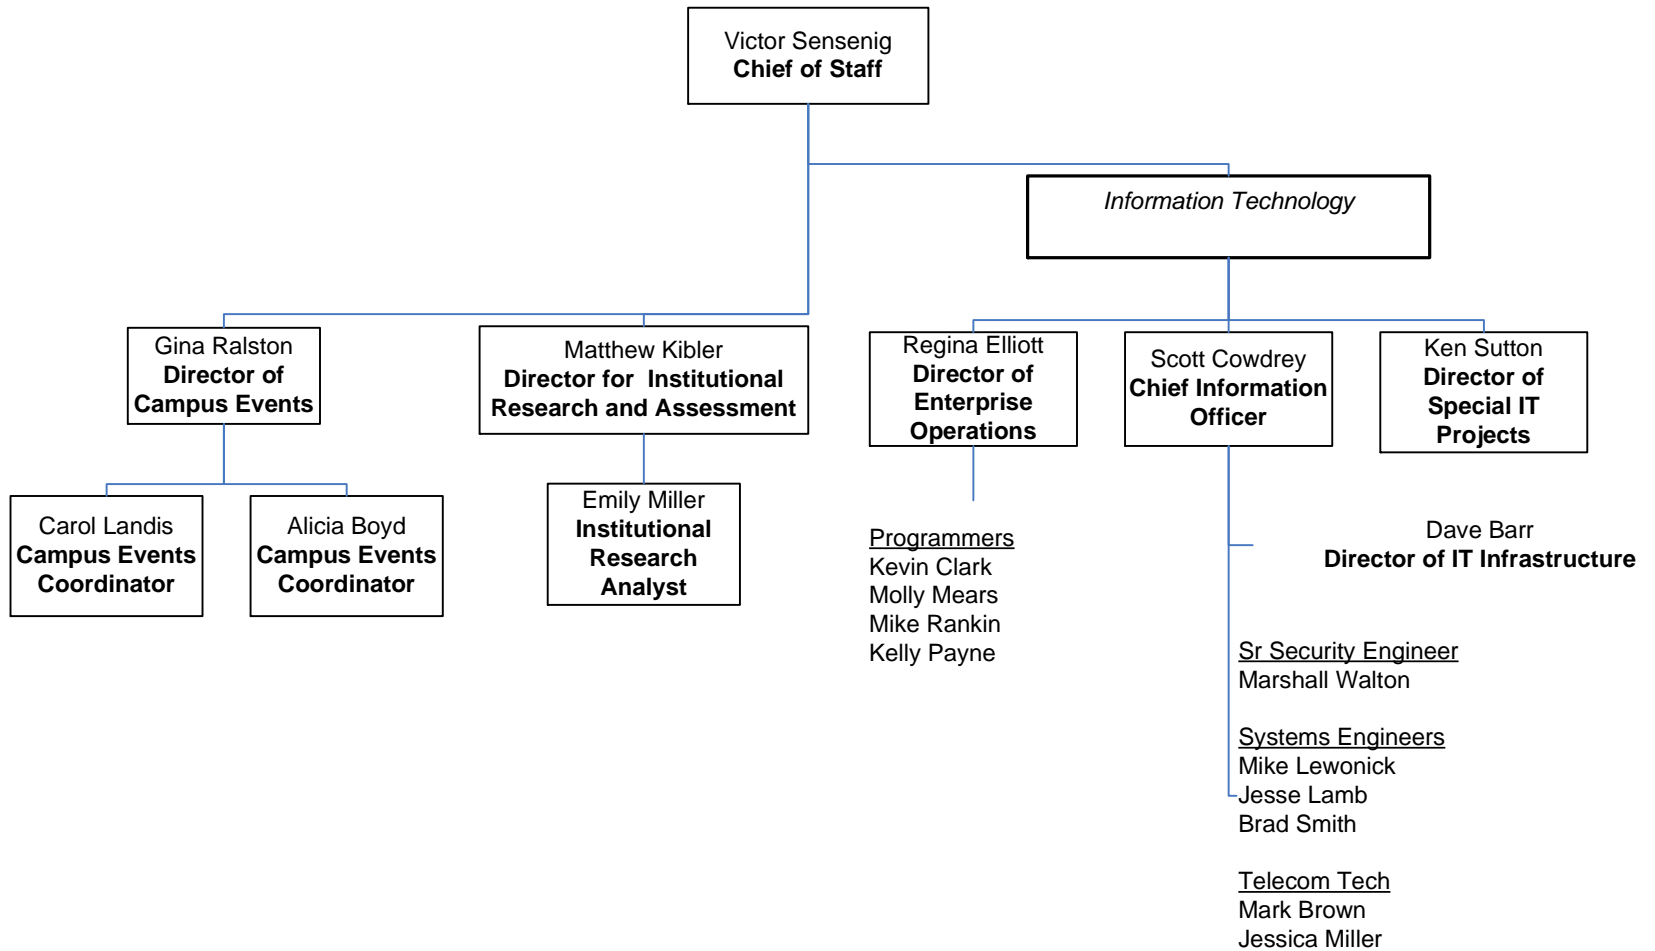 Victor Sensenig
Chief of Staff
Information Technology
Gina Ralston
Director of
Campus Events
Matthew Kibler
Director for  Institutional
Research and Assessment
Regina Elliott
Director of
Enterprise
Operations
Scott Cowdrey
Chief Information
Officer
Ken Sutton
Director of
Special IT
Projects
Carol Landis
Campus Events
Coordinator
Alicia Boyd
Campus Events
Coordinator
Emily Miller
Institutional
Research
Analyst
Programmers
Kevin Clark
Molly Mears
Mike Rankin
Kelly Payne
Dave Barr
Director of IT Infrastructure
Sr Security Engineer
Marshall Walton
Systems Engineers
Mike Lewonick
Jesse Lamb
Brad Smith
Telecom Tech
Mark Brown
Jessica Miller